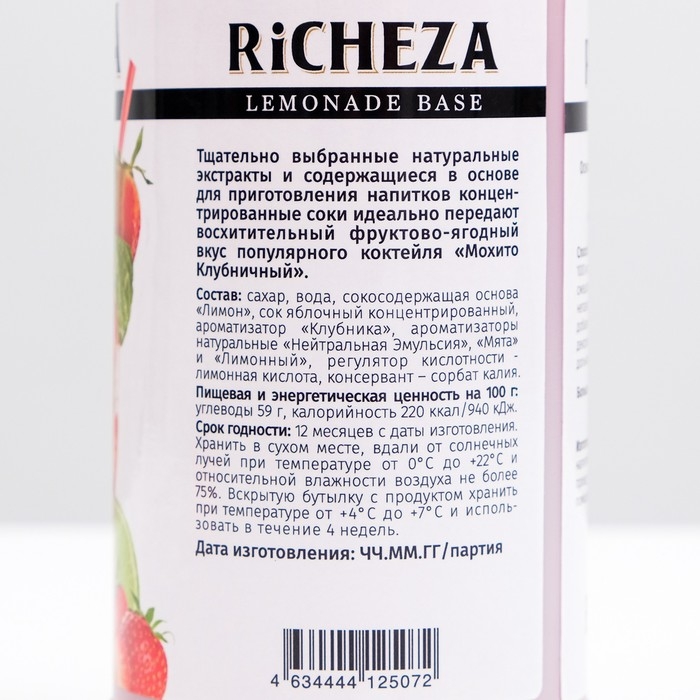 RiCHEZA
LEMONADE BASE
Тщательно выбранные натуральные
экстракты и содержащиеся в основе
для приготовления напитков концен-
трированные соки идеально передают
восхитительный фруктово-ягодный
вкус популярного коктейля «Мохито
Клубничный».
Состав: сахар, вода, сокосодержащая основа
«Лимон», сок яблочный концентрированный,
ароматизатор «Клубника», ароматизаторы
натуральные «Нейтральная Эмульсия», «Мята»
и «Лимонный», регулятор кислотности -
лимонная кислота, консервант – сорбат калия.
Пищевая и энергетическая ценность на 100 г:
углеводы 59 г, калорийность 220 ккал/940 кДж.
Срок годности: 12 месяцев с даты изготовления.
Хранить в сухом месте, вдали от солнечных
лучей при температуре от 0°С до +22°С и
относительной влажности воздуха не более
75%. Вскрытую бутылку с продуктом хранить
при температуре от +4°С до +7°С и исполь-
зовать в течение 4 недель.
Дата изготовления: ЧЧ.ММ.ГГ/партия
4 634444 125072